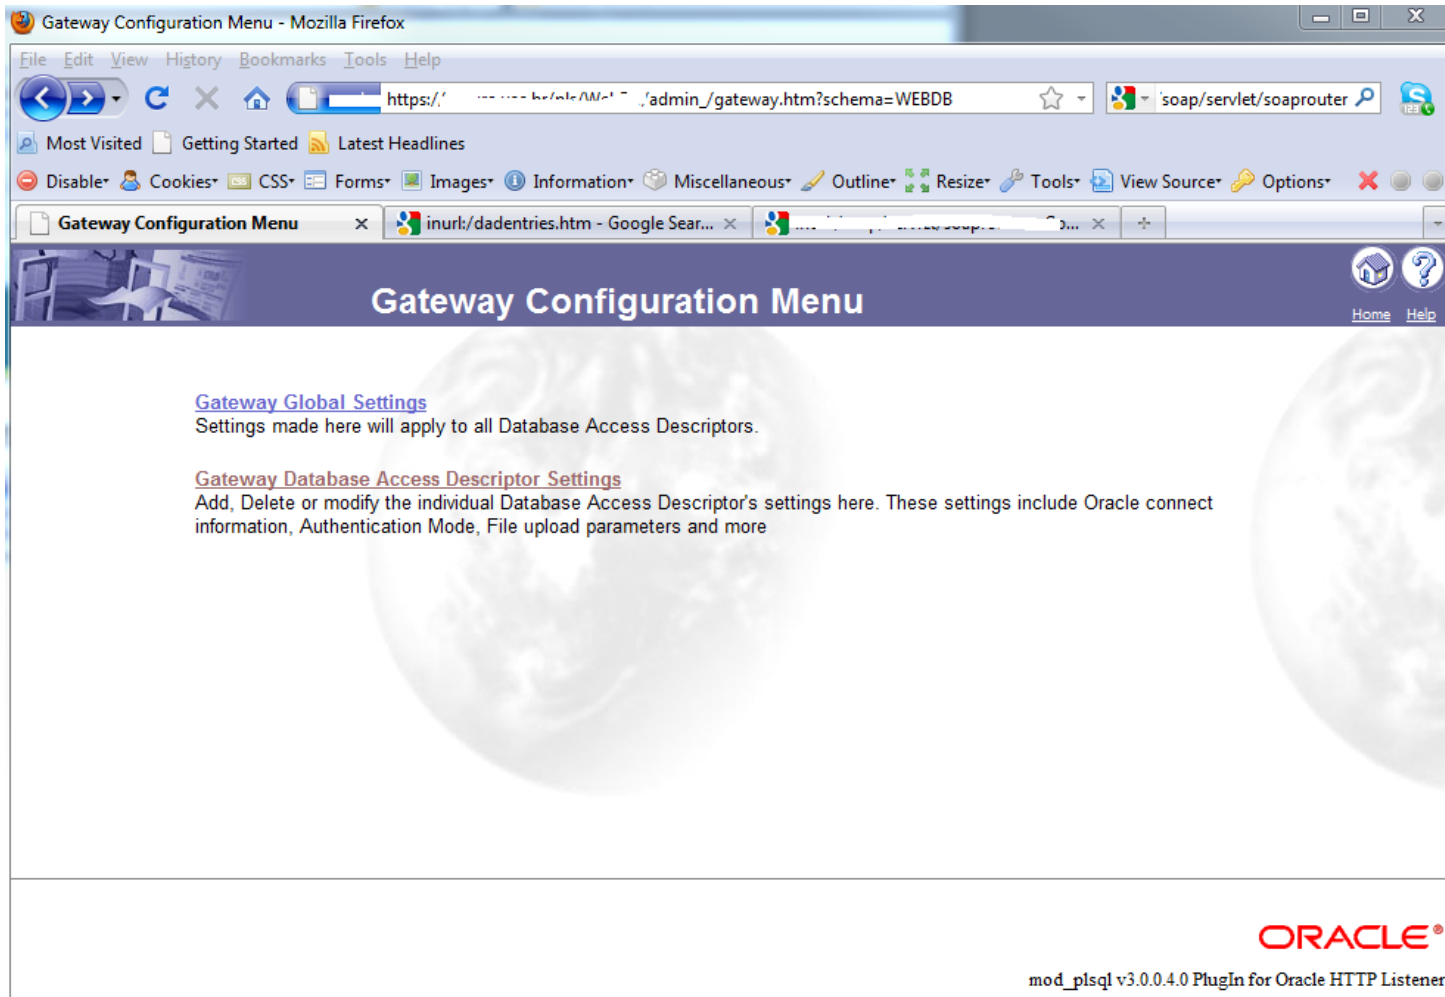 Gateway Configuration Menu - Mozilla Firefox
File Edit View History Bookmarks Tools Help
https:/ /admin_/gateway.htm?schema=WEBDB soap/servlet/soaprouter
Most Visited Getting Started Latest Headlines
Disable Cookies CSS Forms Images Information Miscellaneous Outline Resize Tools View Source Options
Gateway Configuration Menu inurl:/dadentries.htm - Google Sear...
Gateway Configuration Menu
Home Help
Gateway Global Settings
Settings made here will apply to all Database Access Descriptors.
Gateway Database Access Descriptor Settings
Add, Delete or modify the individual Database Access Descriptor's settings here. These settings include Oracle connect
information, Authentication Mode, File upload parameters and more
ORACLE®
mod_plsql v3.0.0.4.0 PlugIn for Oracle HTTP Listener